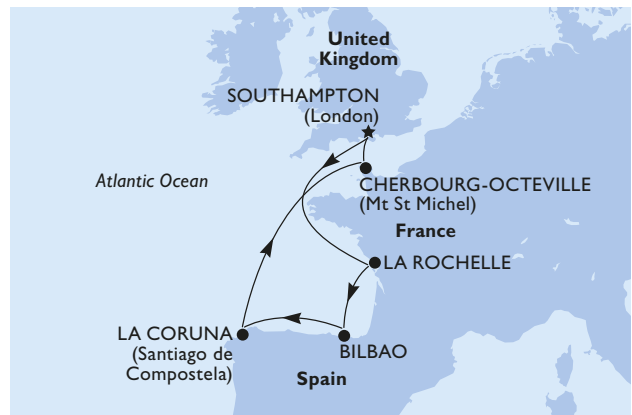 United
Kingdom
SOUTHAMPTON
(London)
Atlantic Ocean
CHERBOURG-OCTEVILLE
(Mt St Michel)
France
LA ROCHELLE
LA CORUNA
(Santiago de
Compostela)
BILBAO
Spain